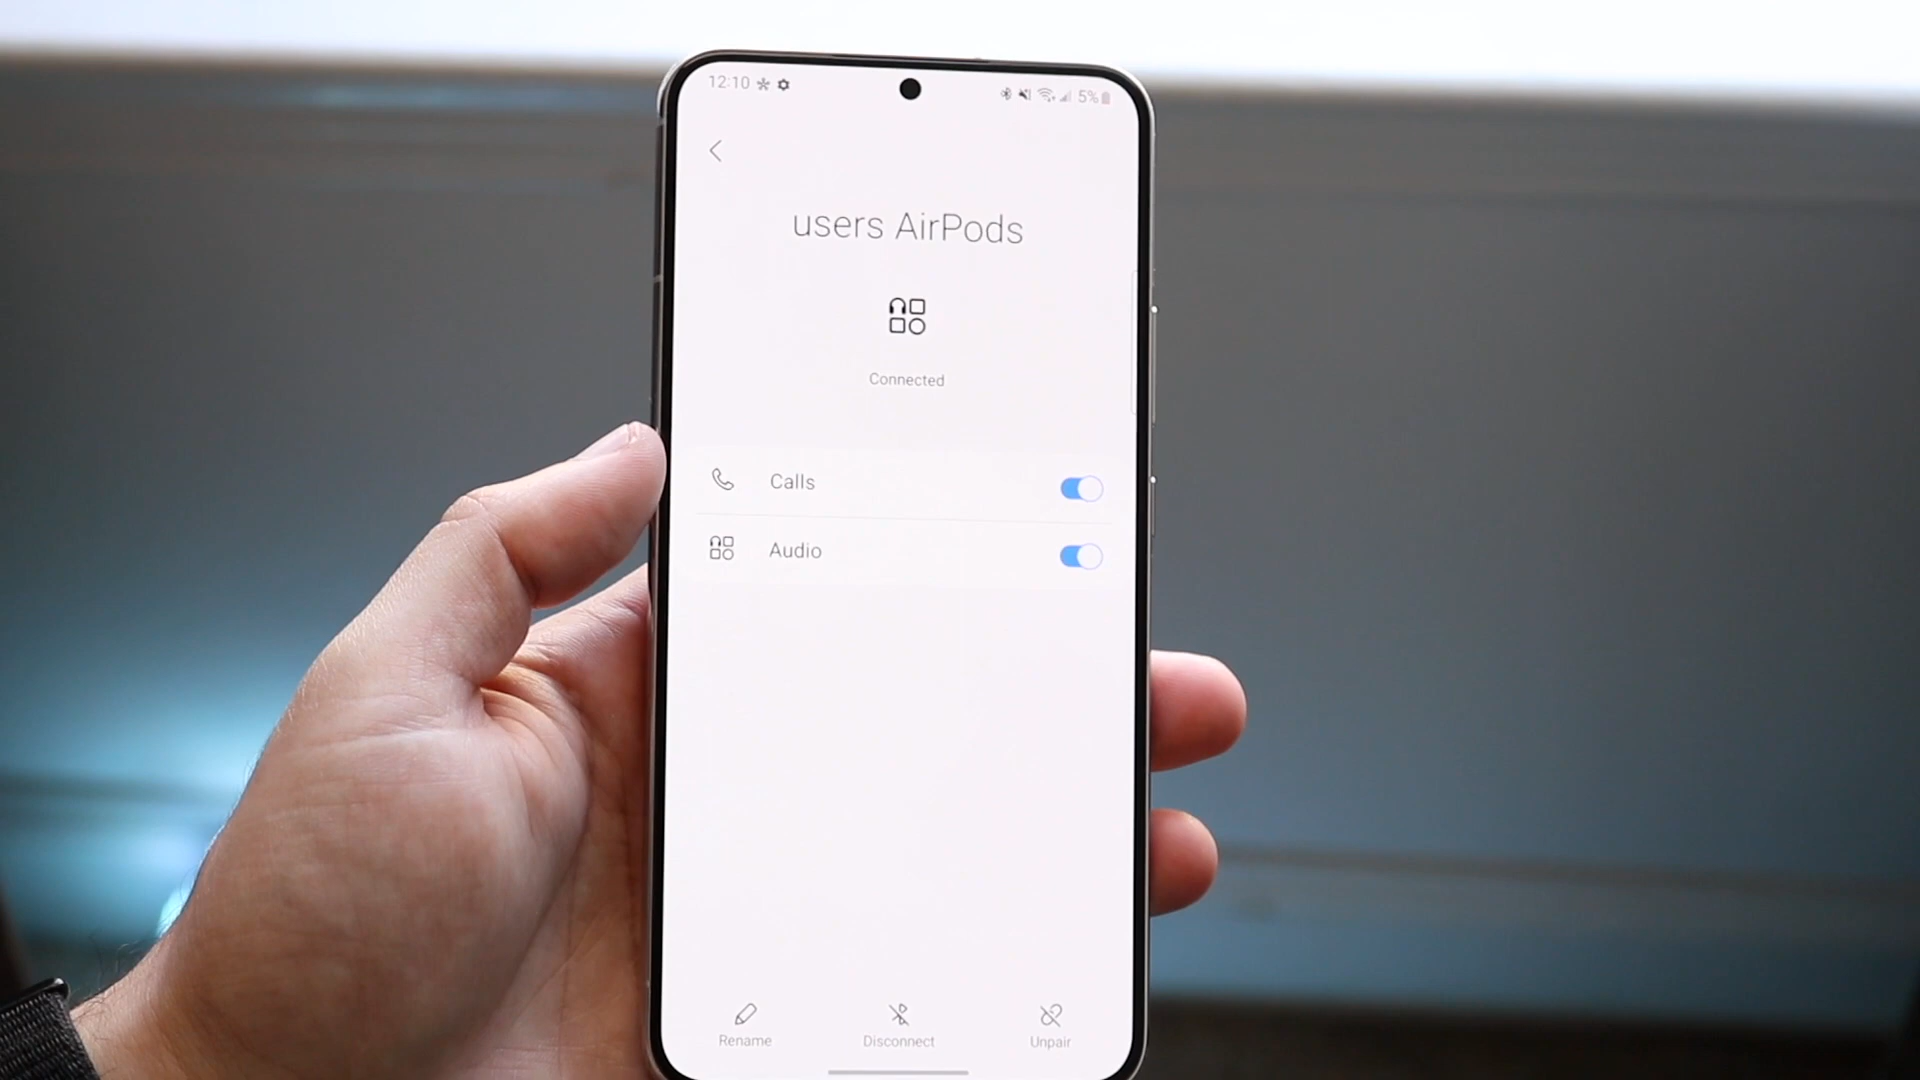 12:10
5%
users AirPods
Connected
Calls
Audio
Rename Disconnect Unpair